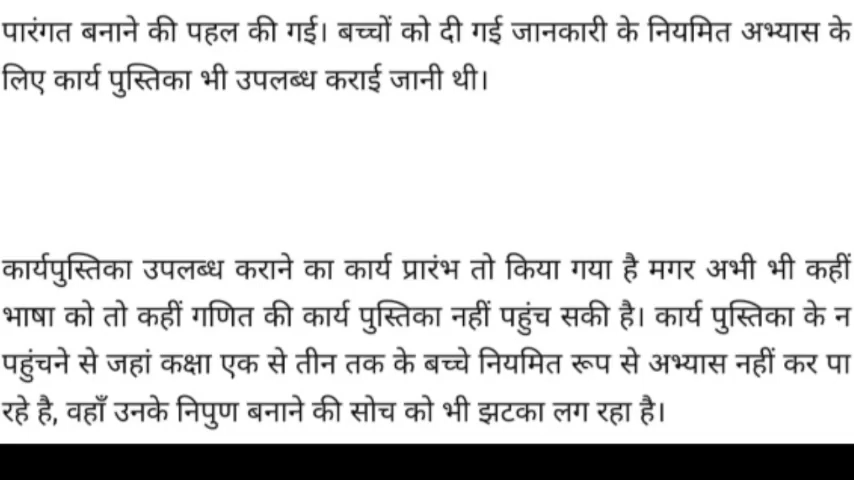 पारंगत बनाने की पहल की गई। बच्चों को दी गई जानकारी के नियमित अभ्यास के
लिए कार्य पुस्तिका भी उपलब्ध कराई जानी थी।
कार्यपुस्तिका उपलब्ध कराने का कार्य प्रारंभ तो किया गया है मगर अभी भी कहीं
भाषा को तो कहीं गणित की कार्य पुस्तिका नहीं पहुंच सकी है। कार्य पुस्तिका के न
पहुंचने से जहां कक्षा एक से तीन तक के बच्चे नियमित रूप से अभ्यास नहीं कर पा
रहे है, वहाँ उनके निपुण बनाने की सोच को भी झटका लग रहा है।